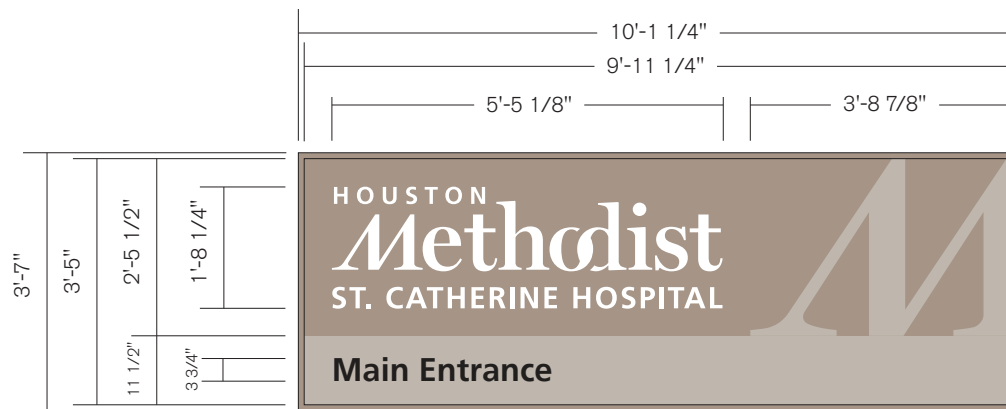 10'-1 1/4"
9'-11 1/4"
5'-5 1/8"
3'-8 7/8"
3'-7"
3'-5"
2'-5 1/2"
1'-8 1/4"
11 1/2"
3 3/4"
HOUSTON
Methodist
ST. CATHERINE HOSPITAL
M
Main Entrance